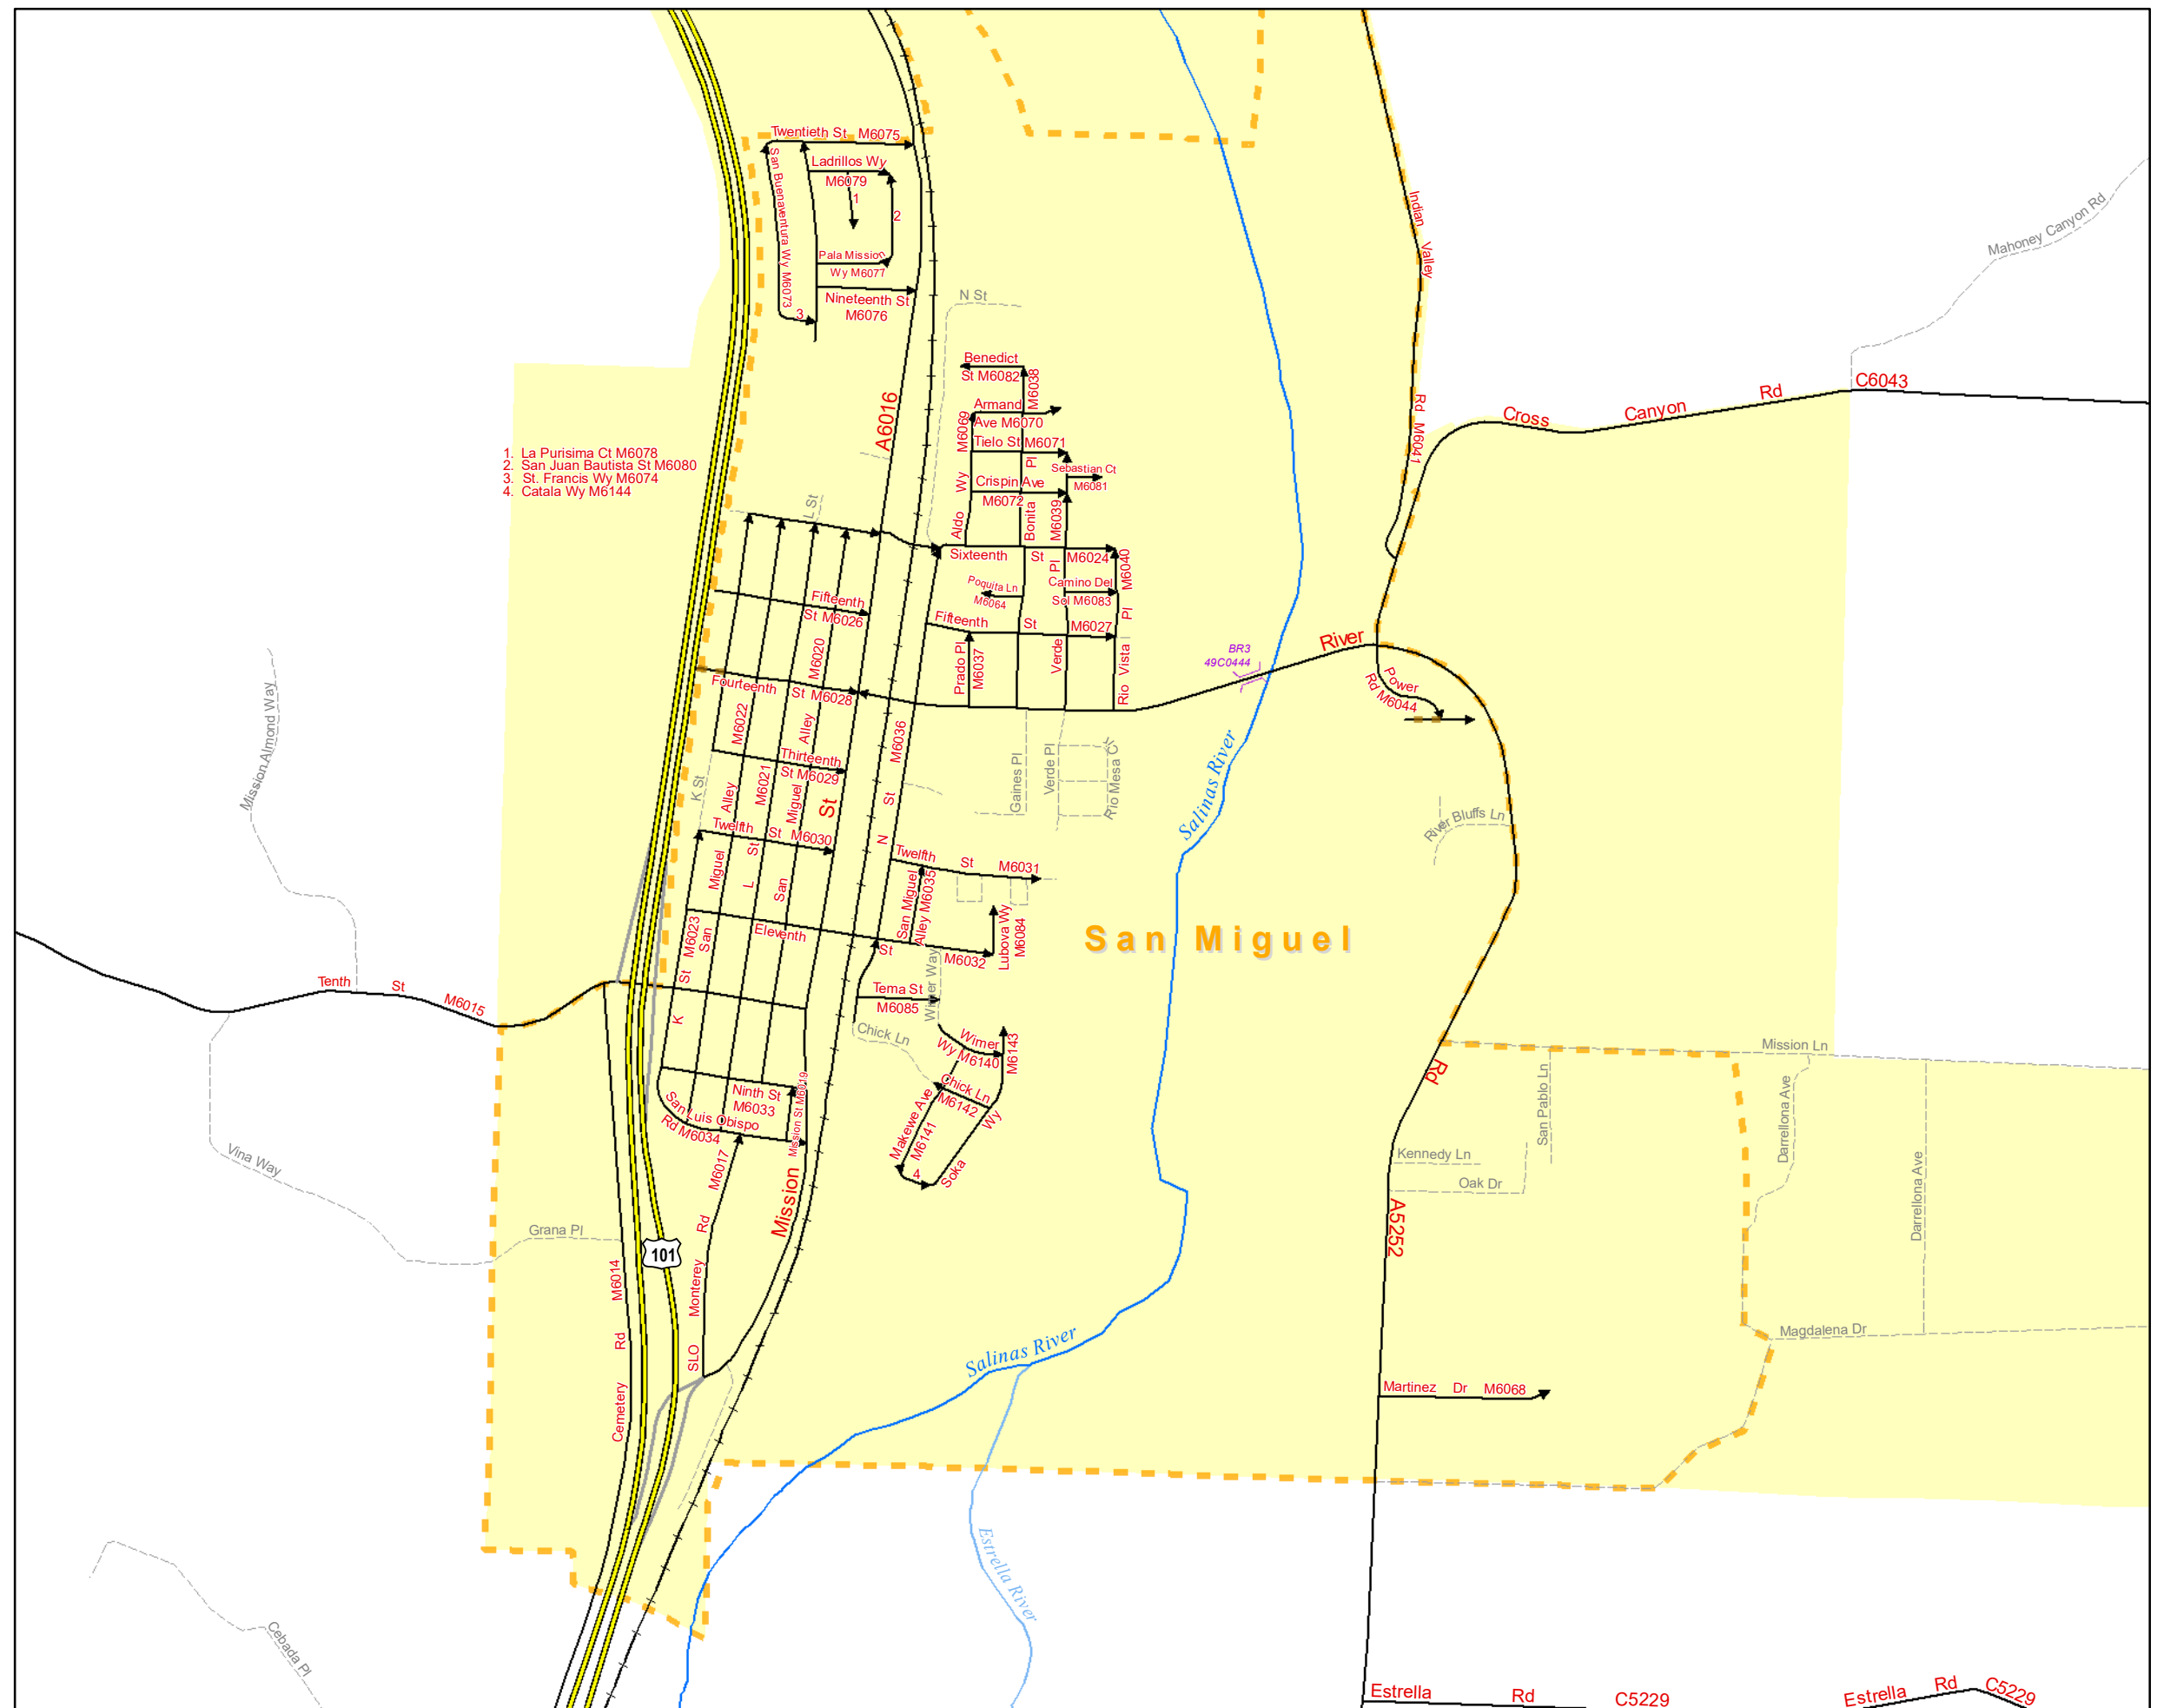 Twentieth St M6075
Ladrillos Wy
M6079
1
2
San Buenaventura Wy M6073
Pala Mission
Wy M6077
Nineteenth St
M6076
3
N St
Indian Valley Rd M6041
Mahoney Canyon Rd
Cross Canyon Rd C6043
Benedict
St M6082
M6038
Armand
Ave M6070
M6069
Tielo St M6071
Sebastian Ct
M6081
Crispin Ave
M6072
Aldo Wy
Bonita Pl
M6039
A6016
1. La Purisima Ct M6078
2. San Juan Bautista St M6080
3. St. Francis Wy M6074
4. Catala Wy M6144
L St
Sixteenth St M6024
M6040
Poquita Ln
M6064
Camino Del
Sol M6083
Fifteenth
St M6026
Fifteenth St M6027
Prado Pl
M6037
Verde Pl
Rio Vista Pl
BR3
49C0444
River
Power
Rd M6044
M6020
Fourteenth St M6028
M6022
Alley
M6036
Thirteenth
St M6029
K St
M6021
Alley
Miguel
St
N St
Gaines Pl
Verde Pl
Rio Mesa Ct
Salinas River
River Bluffs Ln
Mission Almond Way
Twelfth St M6030
Twelfth St M6031
Miguel
L St
San
San Miguel
Alley M6035
Eleventh St M6032
Lubova Wy
M6084
M6023
San
K St
San Miguel
Wimer Way
Tema St
M6085
Chick Ln
Wimer
Wy M6140
M6143
Tenth St M6015
Chick Ln
M6142
Makewe Ave
M6141
Soka Wy
4
Ninth St
M6033
Mission St M6019
San Luis Obispo
Rd M6034
M6017
Mission
Vina Way
Grana Pl
101
SLO Monterey Rd
Cemetery Rd M6014
Rd
A5252
Mission Ln
San Pablo Ln
Darrellona Ave
Darrellona Ave
Kennedy Ln
Oak Dr
Magdalena Dr
Martinez Dr M6068
Salinas River
Estrella River
Cebada Pl
Estrella Rd C5229
Estrella Rd C5229